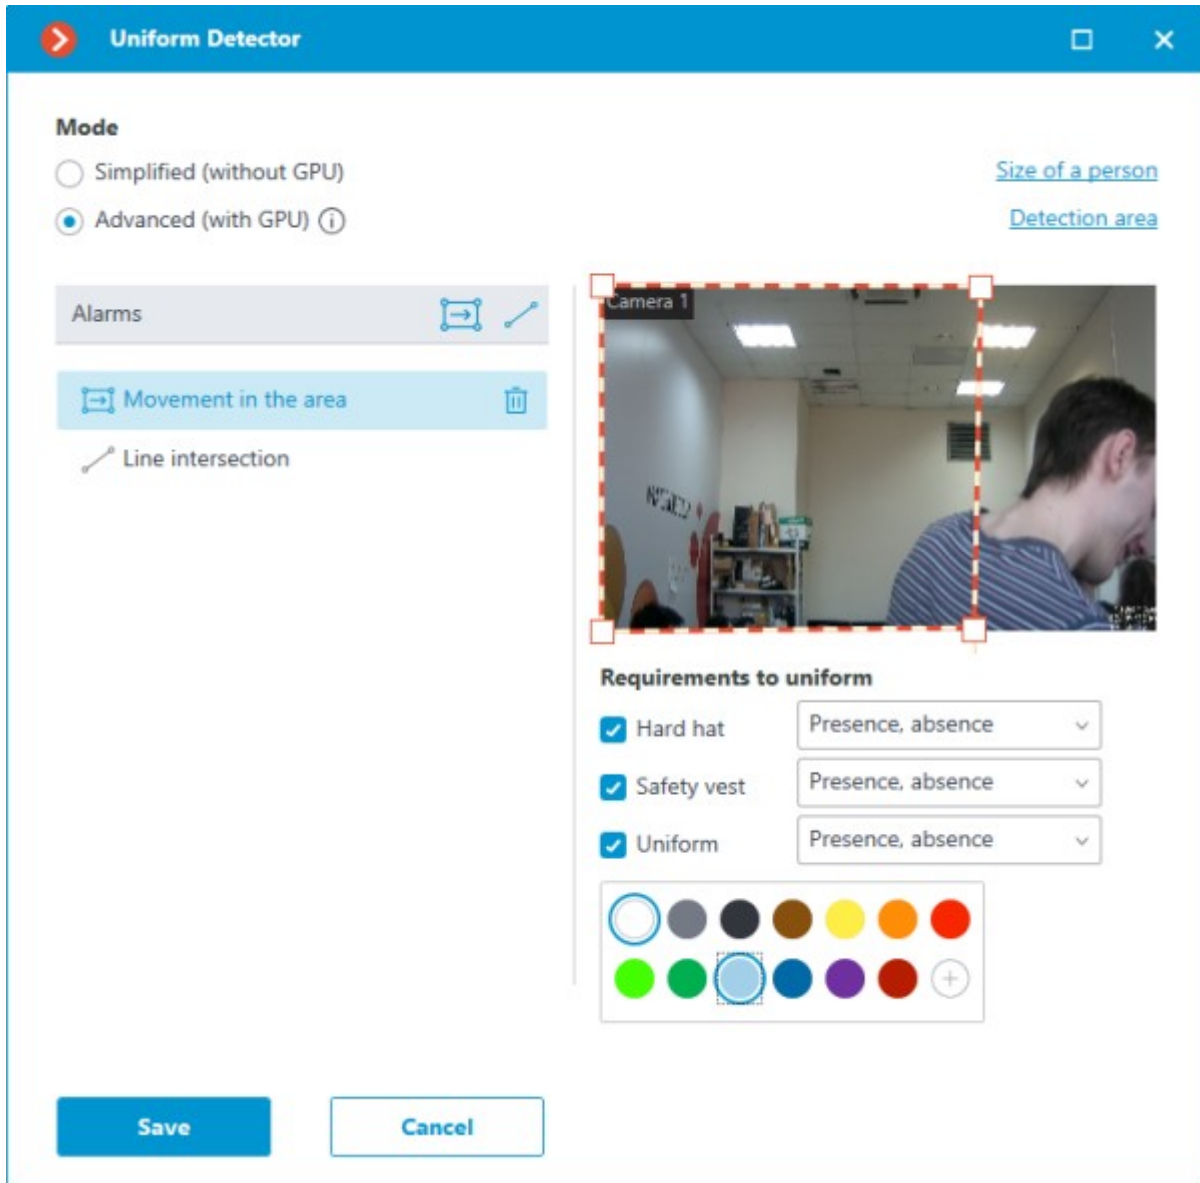 Uniform Detector
Mode
Simplified (without GPU)
Advanced (with GPU)
Size of a person
Detection area
Alarms
Movement in the area
Line intersection
Camera 1
Requirements to uniform
Hard hat
Presence, absence
Safety vest
Presence, absence
Uniform
Presence, absence
Save
Cancel